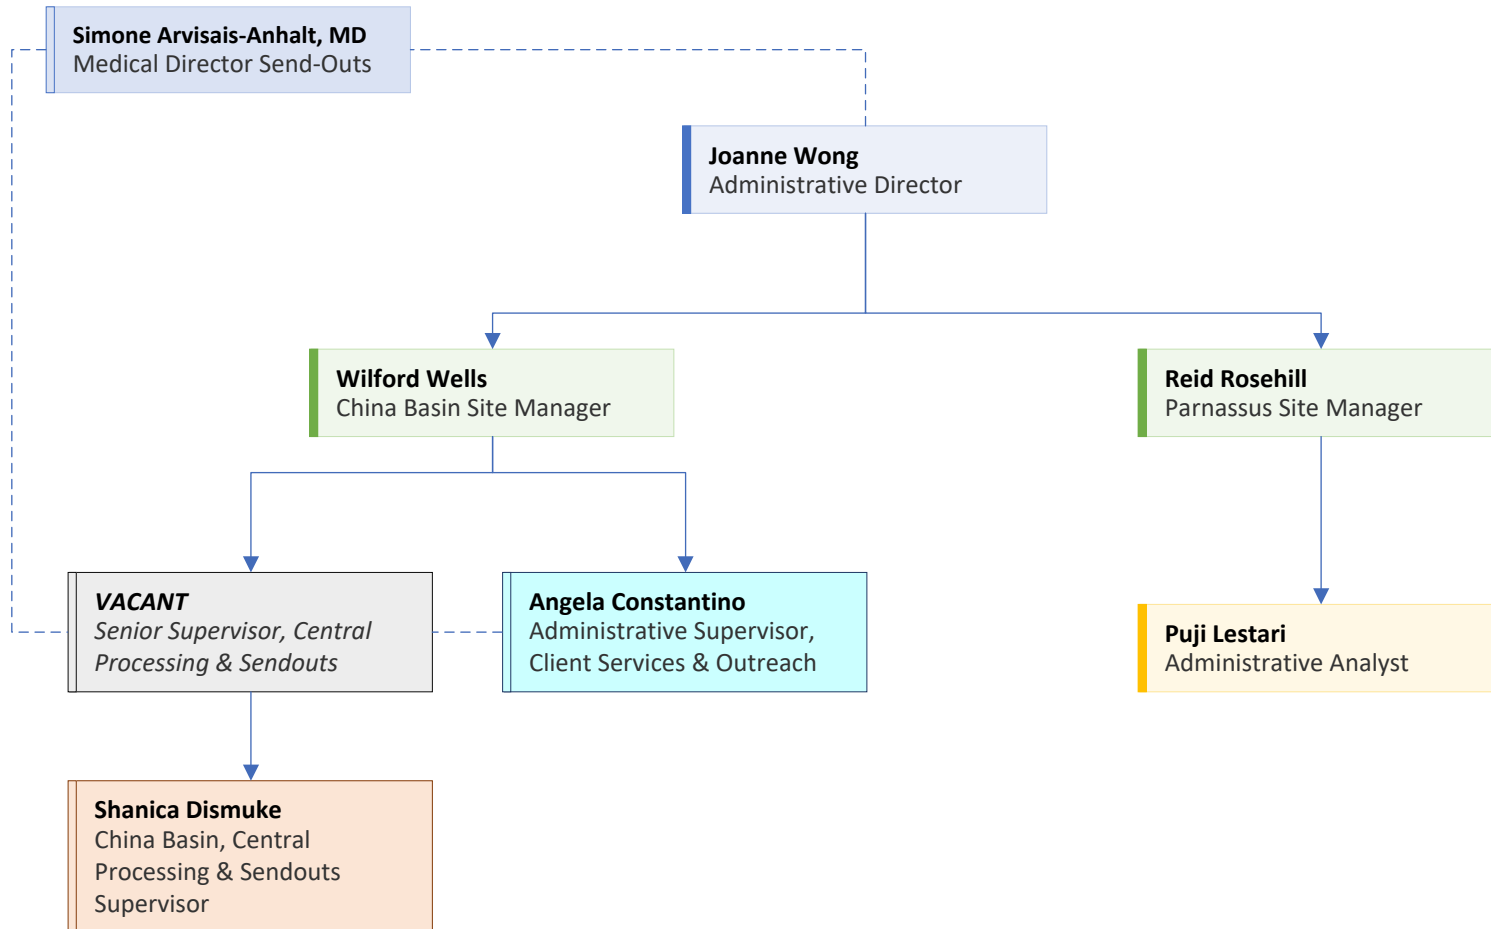 Simone Arvisais-Anhalt, MD
Medical Director Send-Outs
Joanne Wong
Administrative Director
Wilford Wells
China Basin Site Manager
Reid Rosehill
Parnassus Site Manager
VACANT
Senior Supervisor, Central
Processing & Sendouts
Angela Constantino
Administrative Supervisor,
Client Services & Outreach
Puji Lestari
Administrative Analyst
Shanica Dismuke
China Basin, Central
Processing & Sendouts
Supervisor